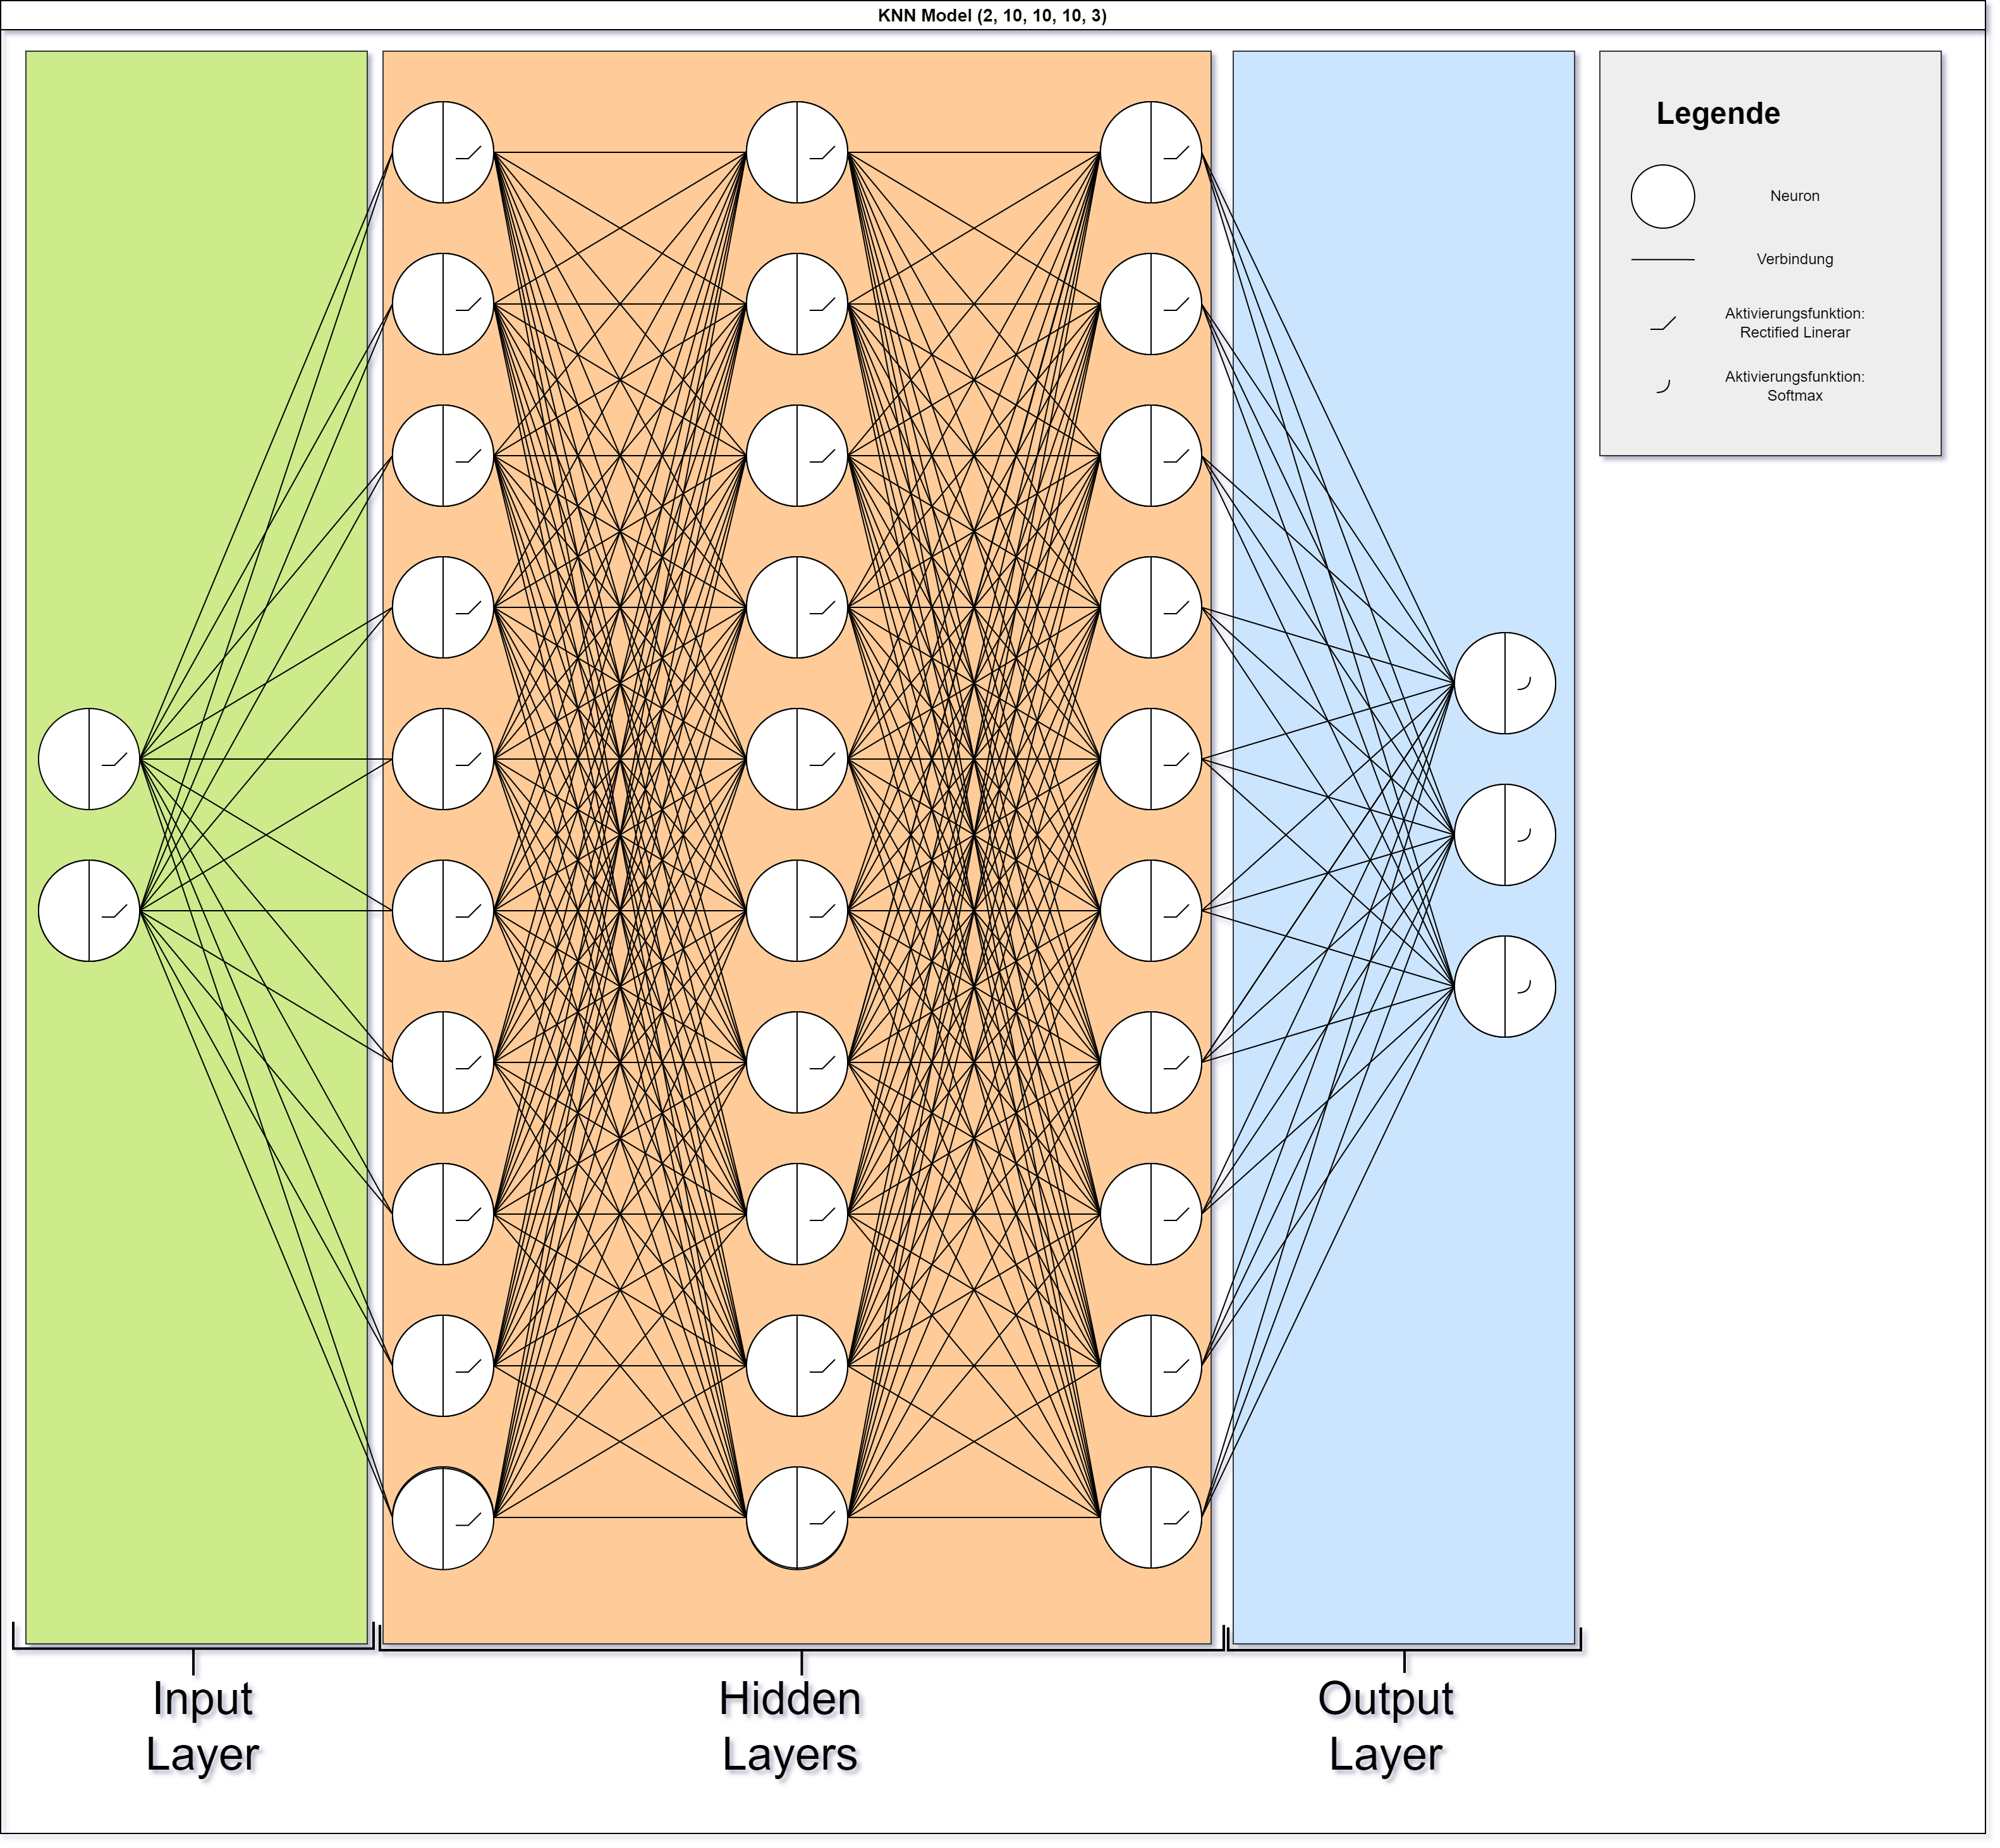 KNN Model (2, 10, 10, 10, 3)
Legende
Neuron
Verbindung
Aktivierungsfunktion:
Rectified Linerar
Aktivierungsfunktion:
Softmax
Input
Layer
Hidden
Layers
Output
Layer